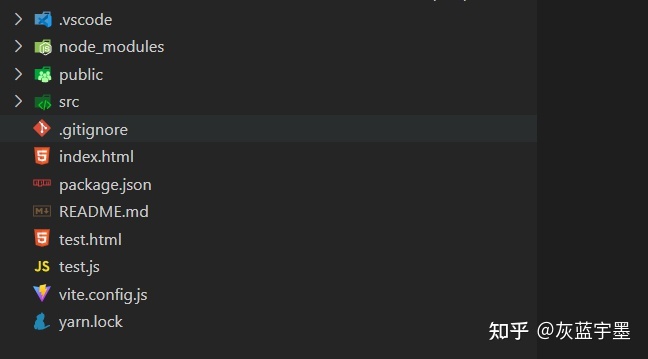 .vscode
node_modules
public
src
.gitignore
index.html
package.json
README.md
test.html
JS test.js
vite.config.js
yarn.lock
知乎 @灰蓝宇墨